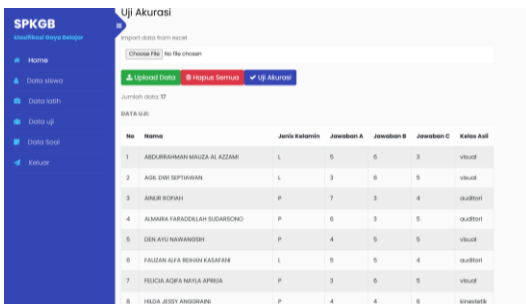 SPKGB
Klasifikasi Gaya Belajar
Home
Data siswa
Data latih
Data uji
Data Soal
Keluar
Uji Akurasi
Import data from excel
Choose File No file chosen
Upload Data Hapus Semua Uji Akurasi
Jumlah data: 17
DATA UJI:
No Nama Jenis Kelamin Jawaban A Jawaban B Jawaban C Kelas Asli
1 ABDURRAHMAN MAUZA AL AZZAMI L 5 6 3 visual
2 AGIL DWI SEPTIAWAN L 3 6 5 visual
3 AINUR ROFIAH P 7 3 4 auditori
4 ALMAIRA FARADDILLAH SUDARSONO P 6 3 5 auditori
5 DEN AYU NAWANGSIH P 4 5 5 visual
6 FAUZAN ALFA REIHAN KASAFANI L 5 5 4 auditori
7 FELICIA AQIFA NAYLA APRILIA P 3 6 5 visual
8 HILDA JESSY ANGGRAINI P 4 4 6 kinestetik